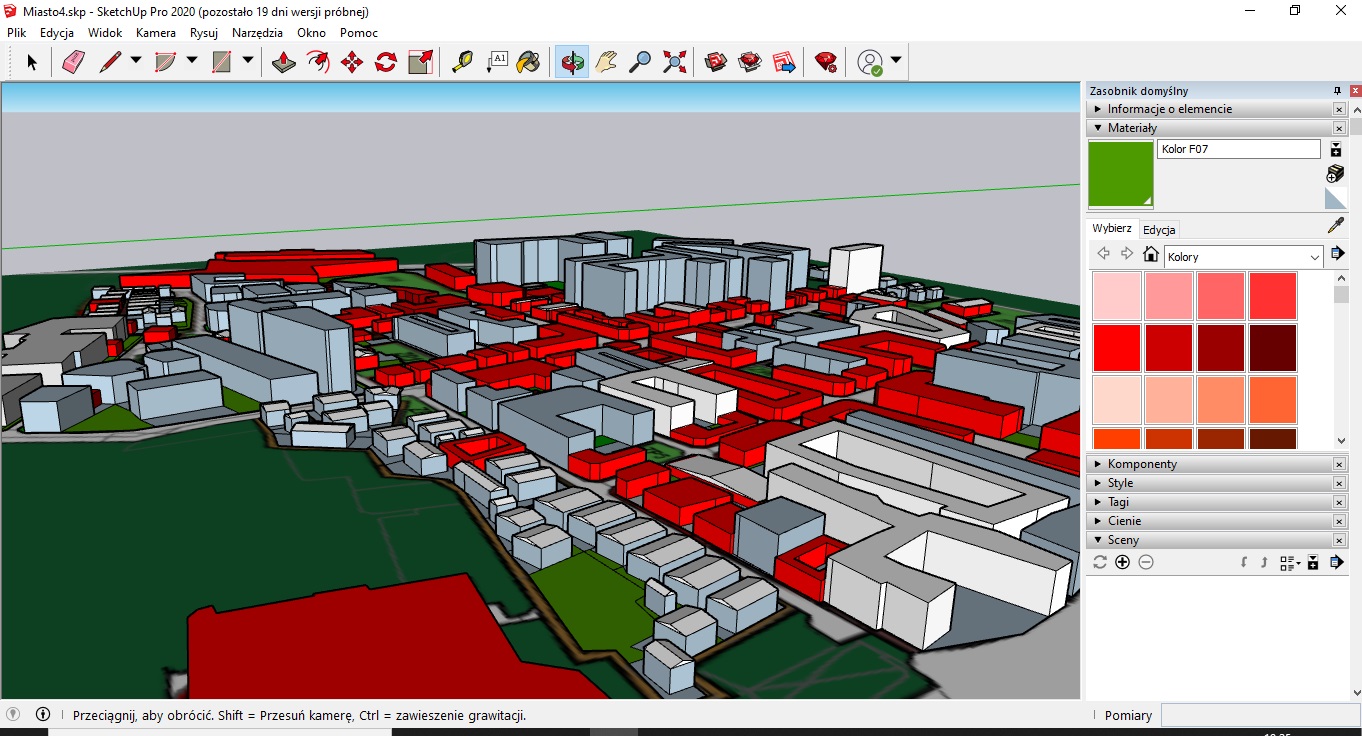 Miasto4.skp - SketchUp Pro 2020 (pozostało 19 dni wersji próbnej)
Plik Edycja Widok Kamera Rysuj Narzędzia Okno Pomoc
A1
Zasobnik domyślny
Informacje o elemencie
Materiały
Kolor F07
Wybierz Edycja
Kolory
Komponenty
Style
Tagi
Cienie
Sceny
Przeciągnij, aby obrócić. Shift = Przesuń kamerę, Ctrl = zawieszenie grawitacji.
Pomiary